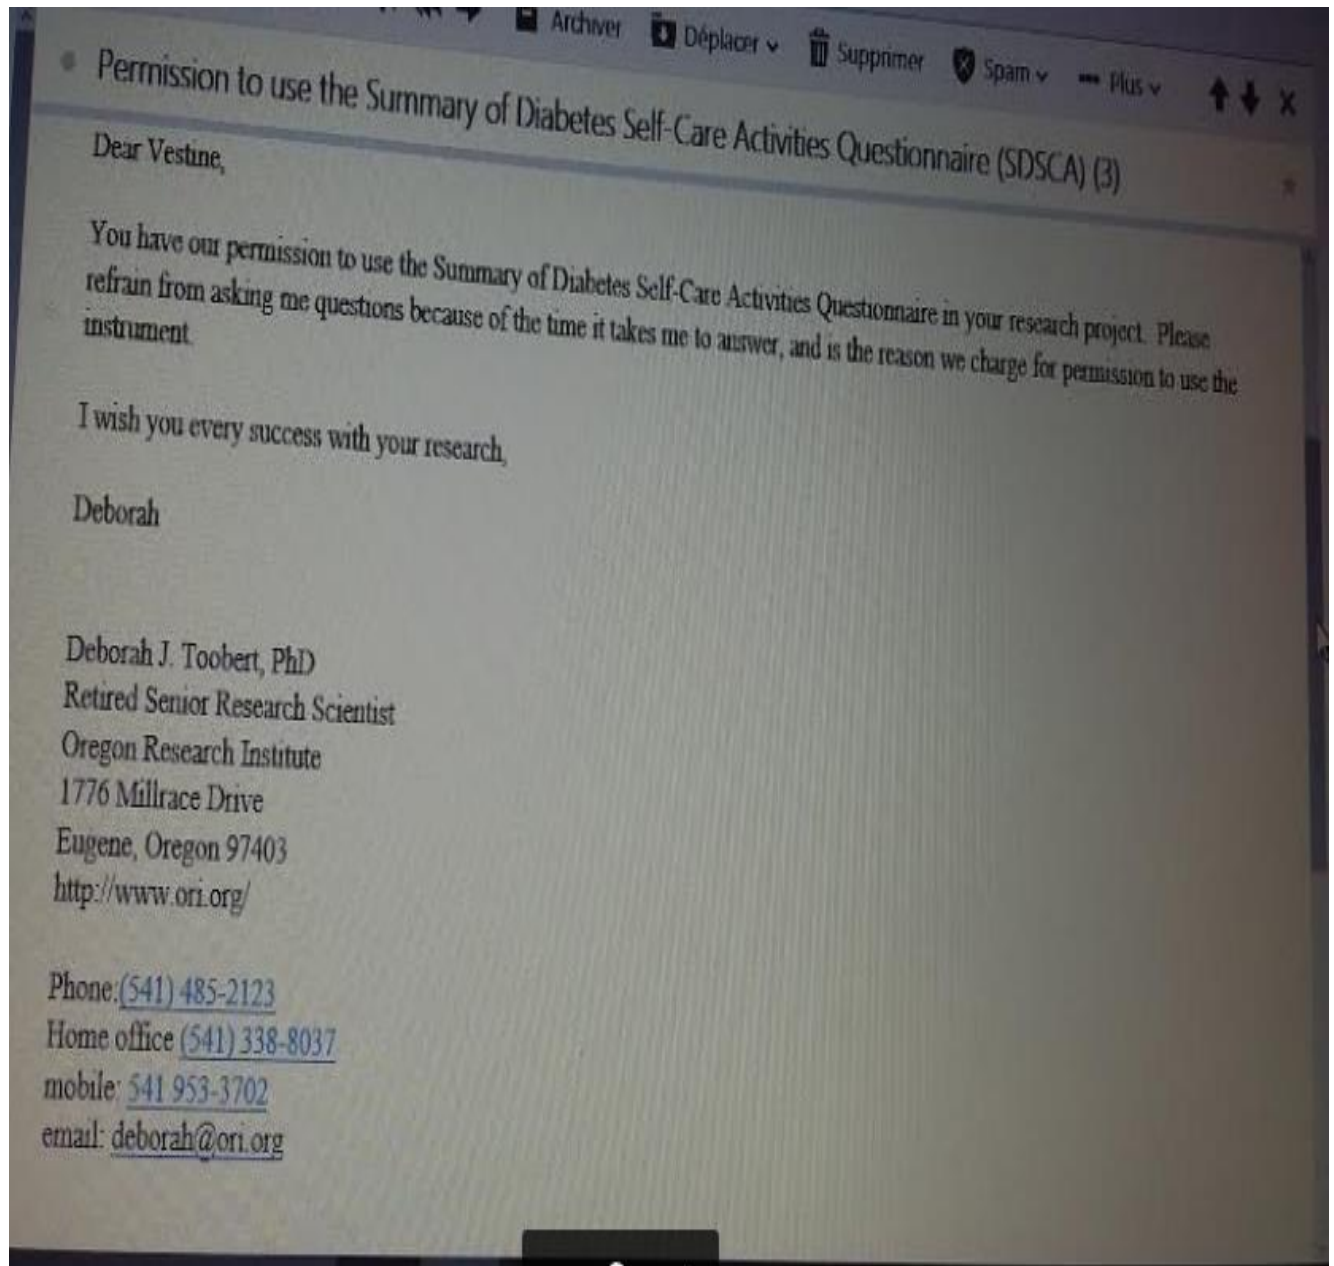 Archiver Déplacer Supprimer Spam Plus X
Permission to use the Summary of Diabetes Self-Care Activities Questionnaire (SDSCA) (3)
Dear Vestine,
You have our permission to use the Summary of Diabetes Self-Care Activities Questionnaire in your research project. Please
refrain from asking me questions because of the time it takes me to answer, and is the reason we charge for permission to use the
instrument.
I wish you every success with your research,
Deborah
Deborah J. Toobert, PhD
Retired Senior Research Scientist
Oregon Research Institute
1776 Millrace Drive
Eugene, Oregon 97403
http://www.ori.org/
Phone:(541) 485-2123
Home office (541) 338-8037
mobile: 541 953-3702
email: deborah@ori.org